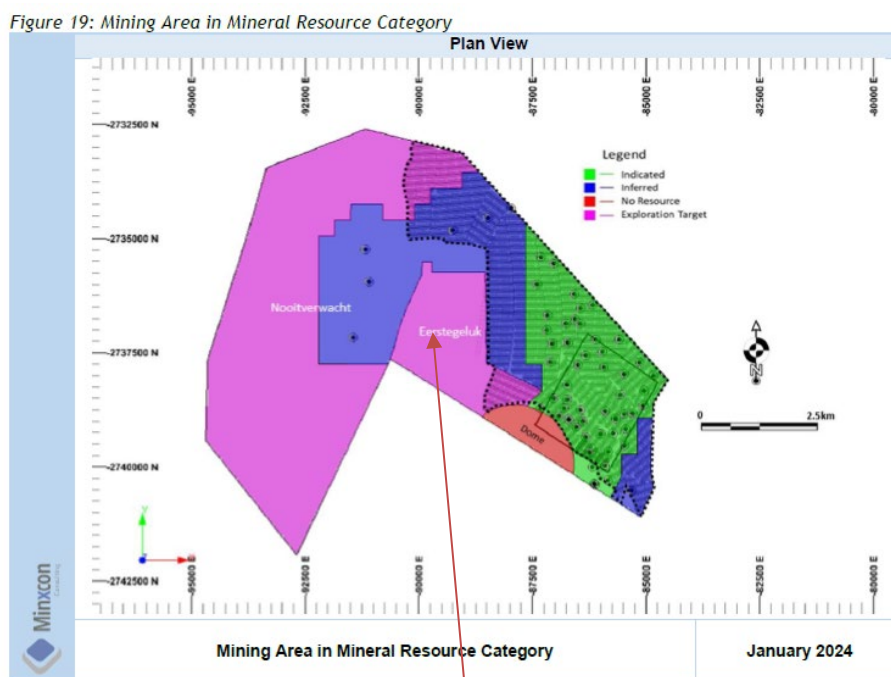 Figure 19: Mining Area in Mineral Resource Category
Plan View
-95000 E
-92500 E
-90000 E
-87500 E
-85000 E
-82500 E
-80000 E
-2732500 N
Legend
Indicated
Inferred
No Resource
Exploration Target
-2735000 N
Nooitverwacht
Eerstegeluk
-2737500 N
N
0 2.5km
Dome
-2740000 N
Y
-2742500 N
-95000 E
-92500 E
-90000 E
-87500 E
-85000 E
-82500 E
-80000 E
Minxcon
Consulting
Mining Area in Mineral Resource Category
January 2024